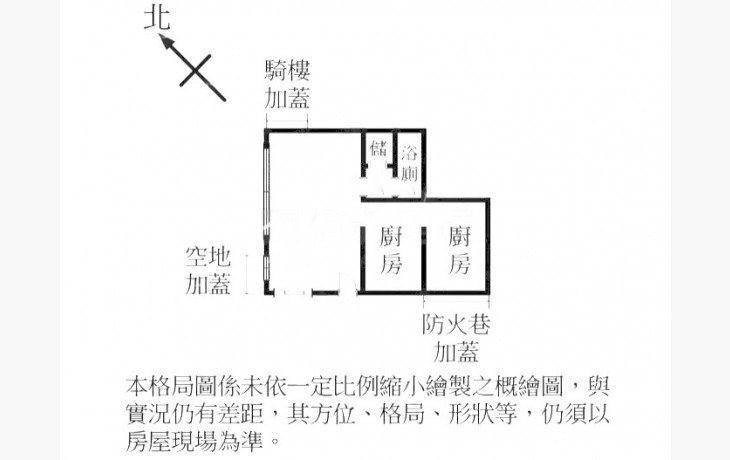 北
騎樓
加蓋
儲
浴
廁
廚
房
廚
房
空地
加蓋
防火巷
加蓋
本格局圖係未依一定比例縮小繪製之概繪圖，與
實況仍有差距，其方位、格局、形狀等，仍須以
房屋現場為準。